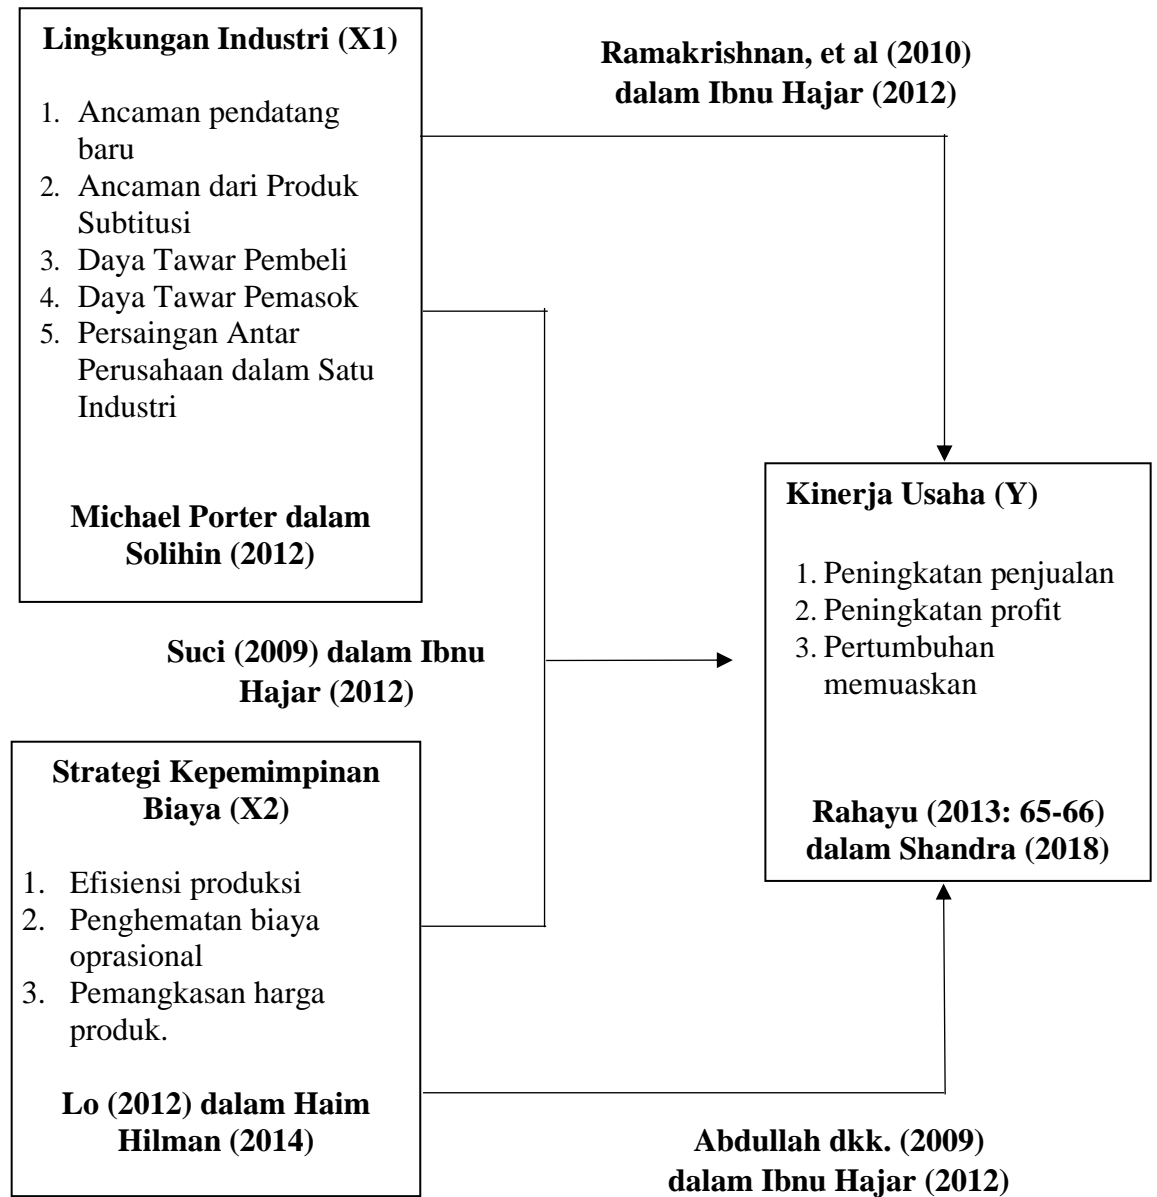 Lingkungan Industri (X1)
1. Ancaman pendatang
baru
2. Ancaman dari Produk
Subtitusi
3. Daya Tawar Pembeli
4. Daya Tawar Pemasok
5. Persaingan Antar
Perusahaan dalam Satu
Industri
Michael Porter dalam
Solihin (2012)
Ramakrishnan, et al (2010)
dalam Ibnu Hajar (2012)
Suci (2009) dalam Ibnu
Hajar (2012)
Kinerja Usaha (Y)
1. Peningkatan penjualan
2. Peningkatan profit
3. Pertumbuhan
memuaskan
Rahayu (2013: 65-66)
dalam Shandra (2018)
Strategi Kepemimpinan
Biaya (X2)
1. Efisiensi produksi
2. Penghematan biaya
oprasional
3. Pemangkasan harga
produk.
Lo (2012) dalam Haim
Hilman (2014)
Abdullah dkk. (2009)
dalam Ibnu Hajar (2012)